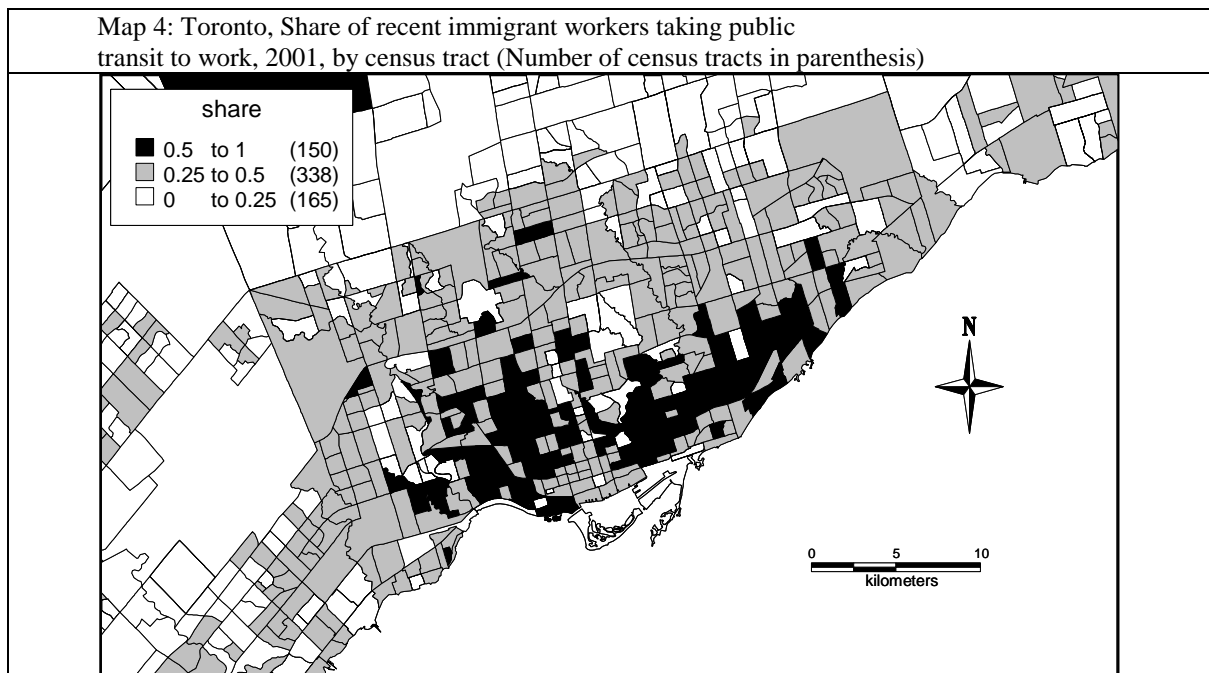 Map 4: Toronto, Share of recent immigrant workers taking public
transit to work, 2001, by census tract (Number of census tracts in parenthesis)
share
0.5 to 1 (150)
0.25 to 0.5 (338)
0 to 0.25 (165)
N
0 5 10
kilometers